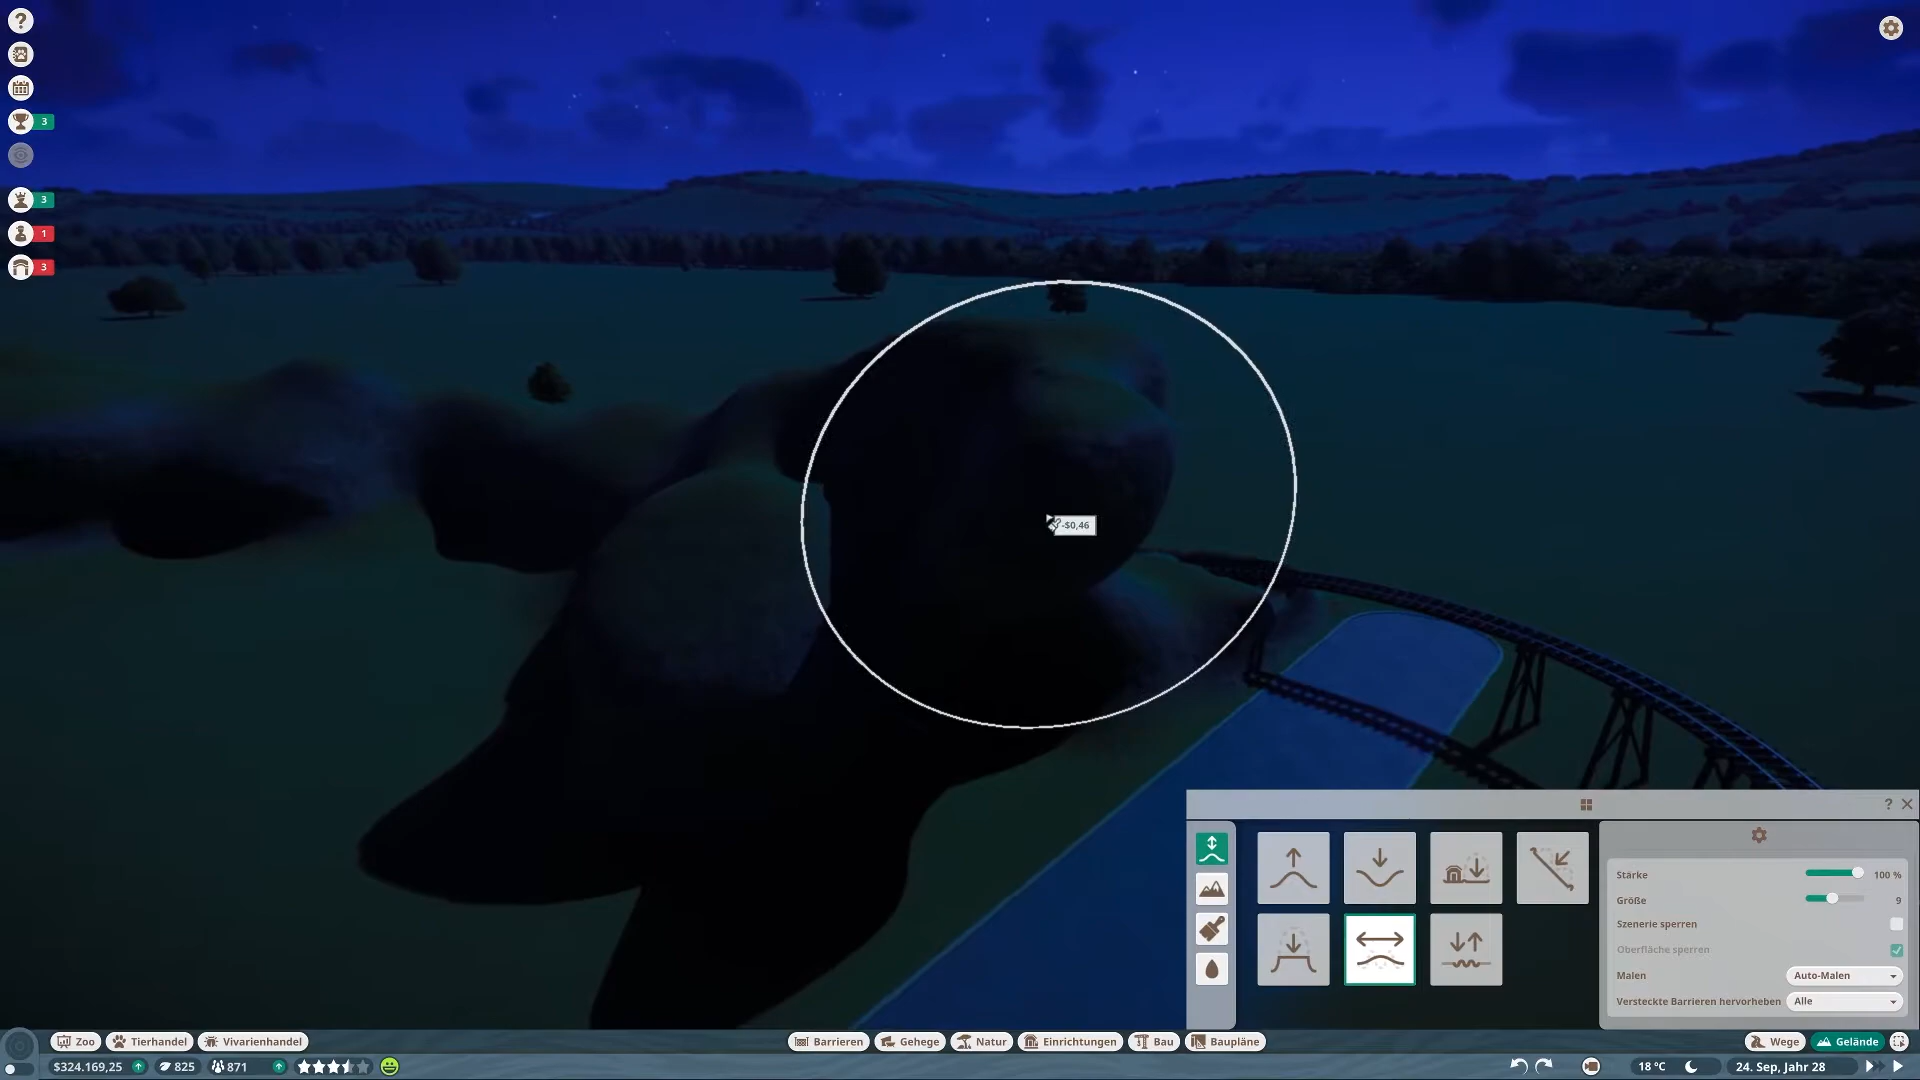 3
3
1
3
-$0,46
?
Stärke 100 %
Größe 9
Szenerie sperren
Oberfläche sperren
Malen Auto-Malen
Versteckte Barrieren hervorheben Alle
Zoo Tierhandel Vivarienhandel Barrieren Gehege Natur Einrichtungen Bau Baupläne Wege Gelände
$324.169,25 825 871 18 °C 24. Sep, Jahr 28